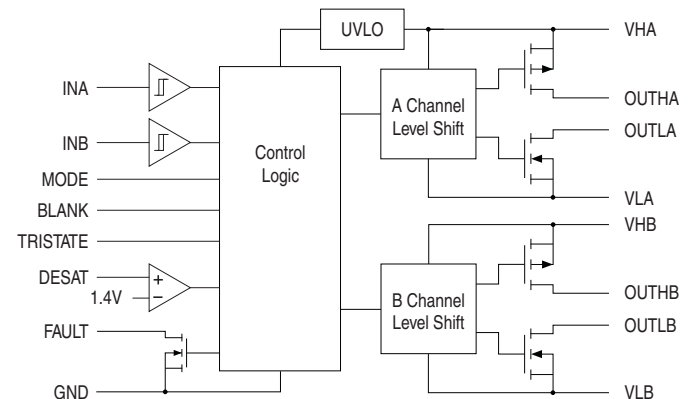 UVLO
VHA
INA
A Channel
Level Shift
OUTHA
OUTLA
INB
Control
Logic
MODE
VLA
BLANK
VHB
TRISTATE
DESAT
+
1.4V
−
B Channel
Level Shift
OUTHB
OUTLB
FAULT
GND
VLB